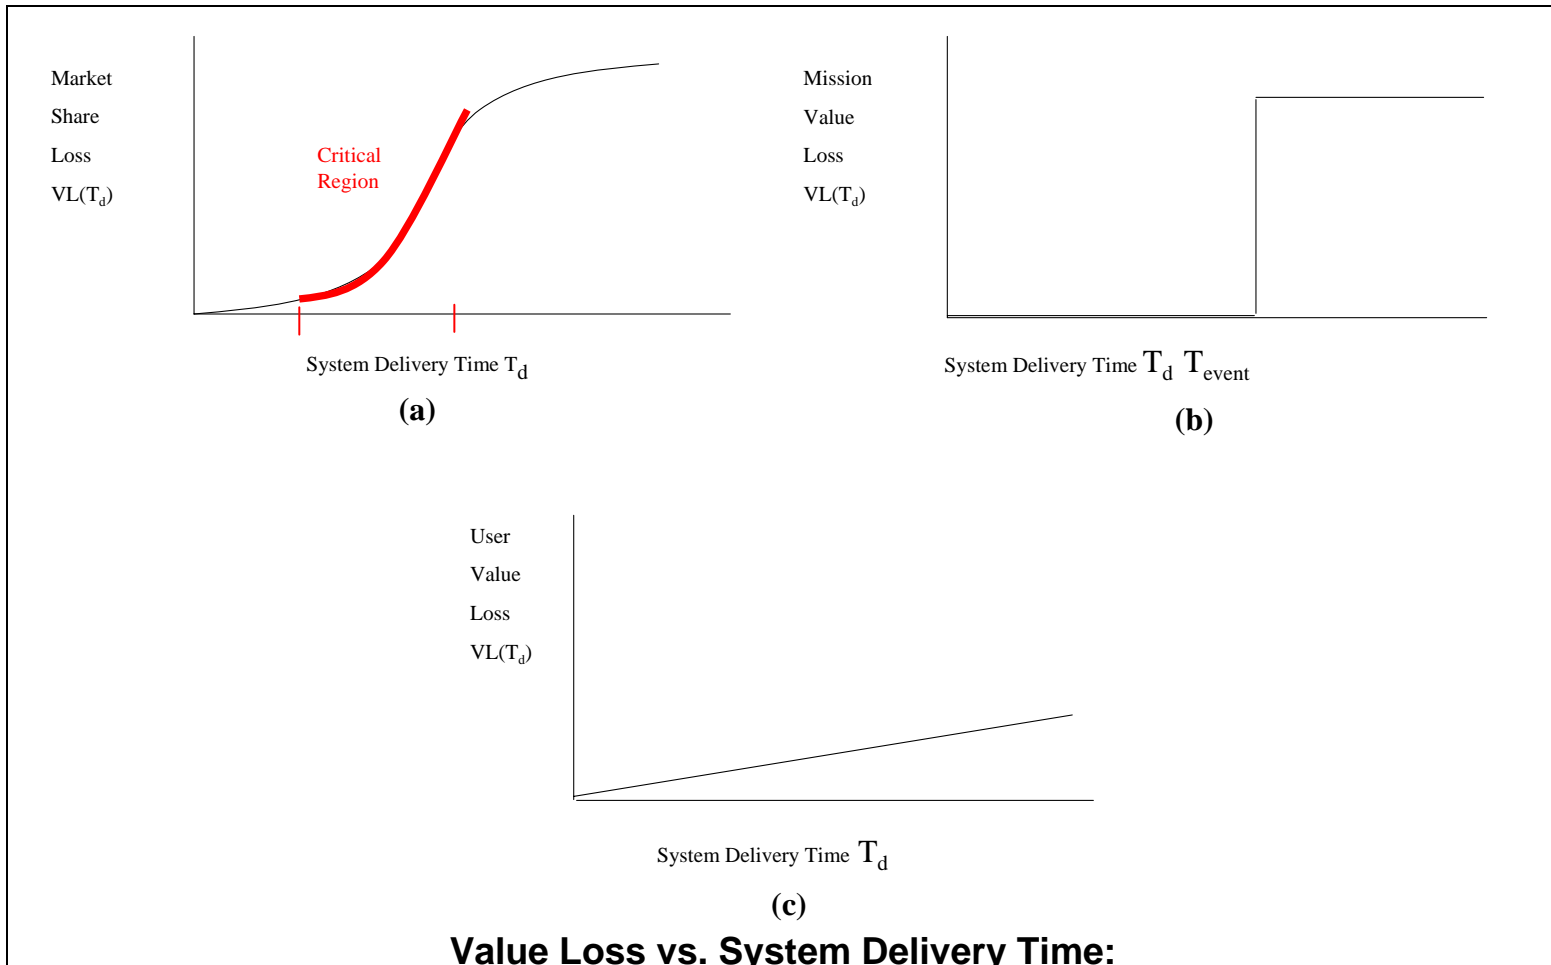 Market
Share
Loss
VL(Td)
Critical
Region
System Delivery Time Td
(a)
Mission
Value
Loss
VL(Td)
System Delivery Time Td Tevent
(b)
User
Value
Loss
VL(Td)
System Delivery Time Td
(c)
Value Loss vs. System Delivery Time: